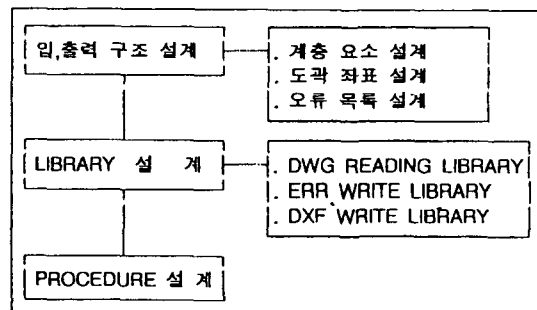 입,출력 구조 설계
. 계층 요소 설계
. 도곽 좌표 설계
. 오류 목록 설계
LIBRARY 설 계
. DWG READING LIBRARY
. ERR WRITE LIBRARY
. DXF WRITE LIBRARY
PROCEDURE 설 계